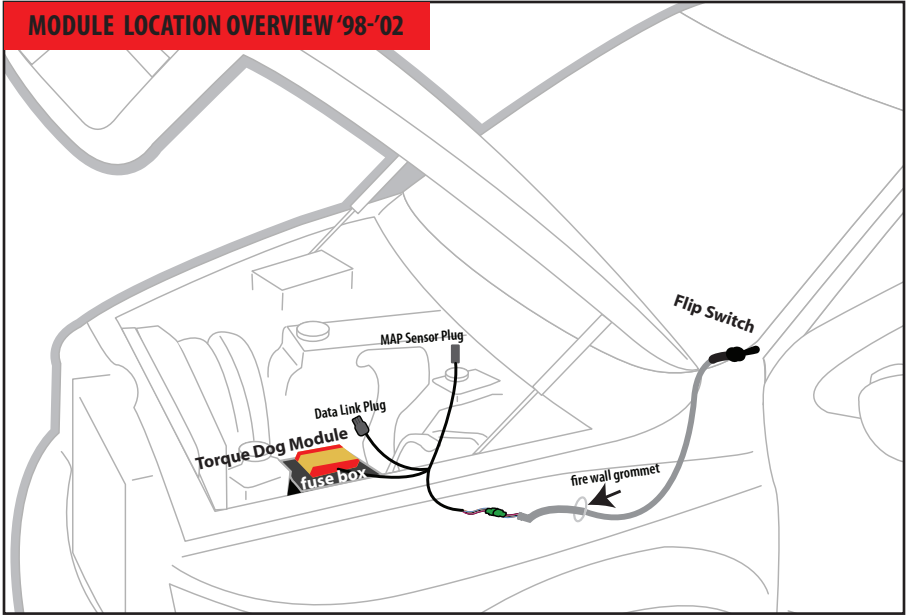 MODULE LOCATION OVERVIEW ‘98-’02
Flip Switch
MAP Sensor Plug
Data Link Plug
Torque Dog Module
fuse box
fire wall grommet